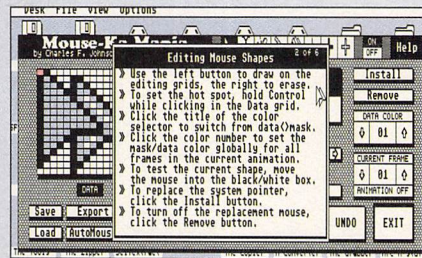 Desk File View Options
Mouse-Ka-Mania
by Charles F. Johnson
ON
OFF
Help
Editing Mouse Shapes
2 of 6
» Use the left button to draw on the
editing grids, the right to erase.
» To set the hot spot, hold Control
while clicking in the Data grid.
» Click the title of the color
selector to switch from data<>mask.
» Click the color number to set the
mask/data color globally for all
frames in the current animation.
» To test the current shape, move
the mouse into the black/white box.
» To replace the system pointer,
click the Install button.
» To turn off the replacement mouse,
click the Remove button.
Install
Remove
DATA COLOR
01
CURRENT FRAME
01
ANIMATION OFF
DATA
Save
Export
Load
AutoMous
UNDO
EXIT